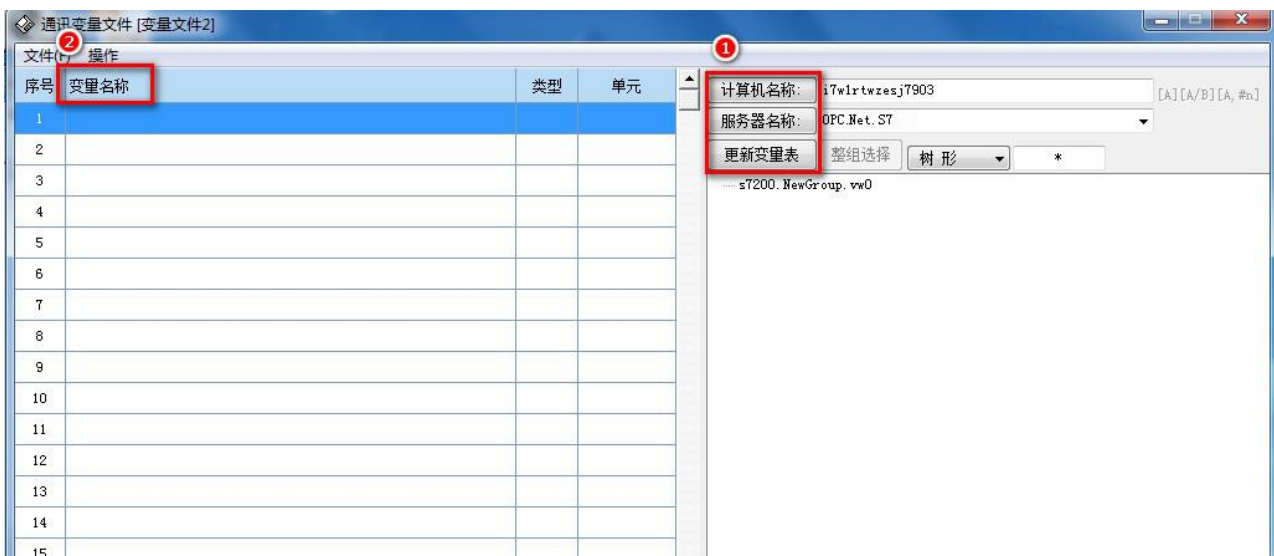 通讯变量文件 [变量文件2]
文件(F) 操作
2
1
序号 变量名称 类型 单元
计算机名称: i7w1rtwzesj7903 [A][A/B][A,#n]
服务器名称: OPC.Net.S7
更新变量表 整组选择 树形 *
s7200.NewGroup.vw0
1
2
3
4
5
6
7
8
9
10
11
12
13
14
15